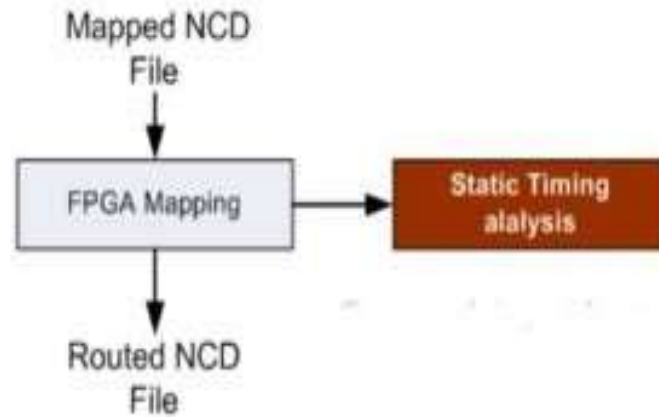 Mapped NCD
File
FPGA Mapping
Static Timing
alalysis
Routed NCD
File